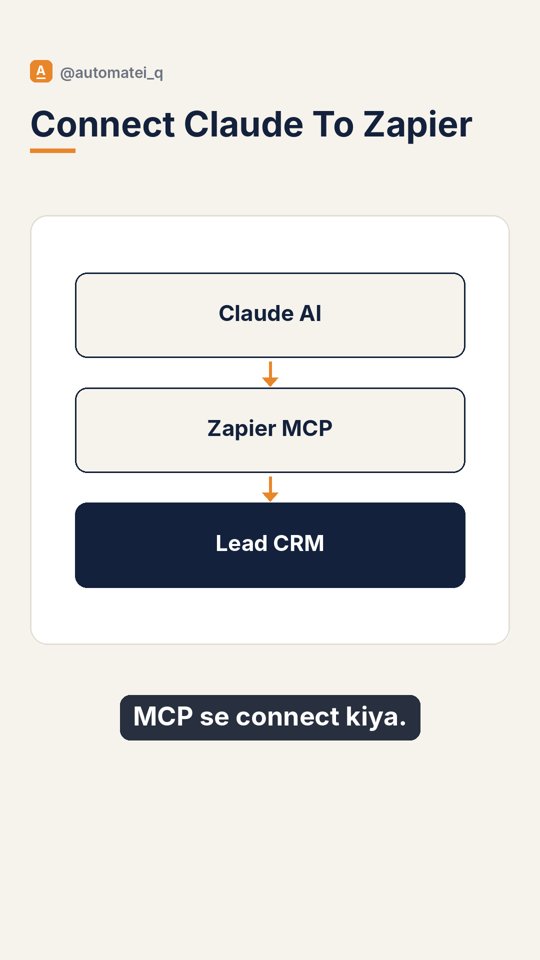 A
@automatei_q
Connect Claude To Zapier
Claude AI
Zapier MCP
Lead CRM
MCP se connect kiya.